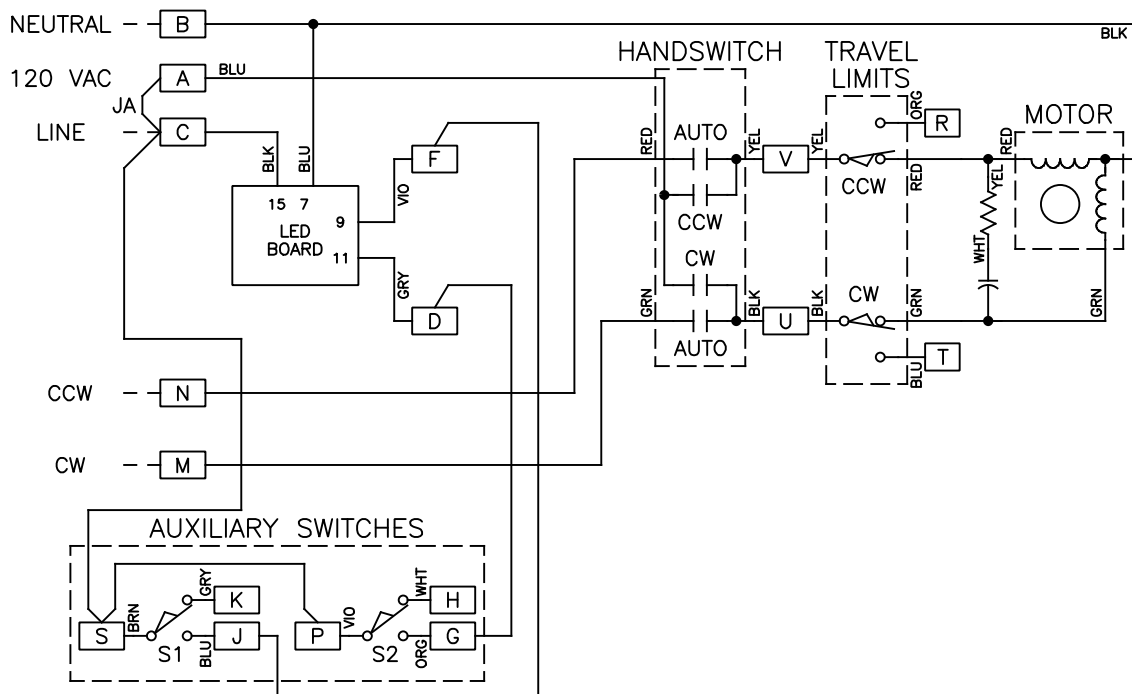 NEUTRAL B
BLK
120 VAC A BLU
HANDSWITCH
TRAVEL
LIMITS
JA
LINE C
MOTOR
BLK
BLU
F
VIO
15 7
9
LED
BOARD
11
GRY
D
RED
AUTO
YEL
V
YEL
CCW
CW
GRN
AUTO
BLK
U
BLK
ORG
R
CCW
RED
CW
GRN
BLU
T
RED
YEL
WHT
GRN
CCW N
CW M
AUXILIARY SWITCHES
S
BRN
GRY
K
S1
BLU
J
P
VIO
WHT
H
S2
ORG
G